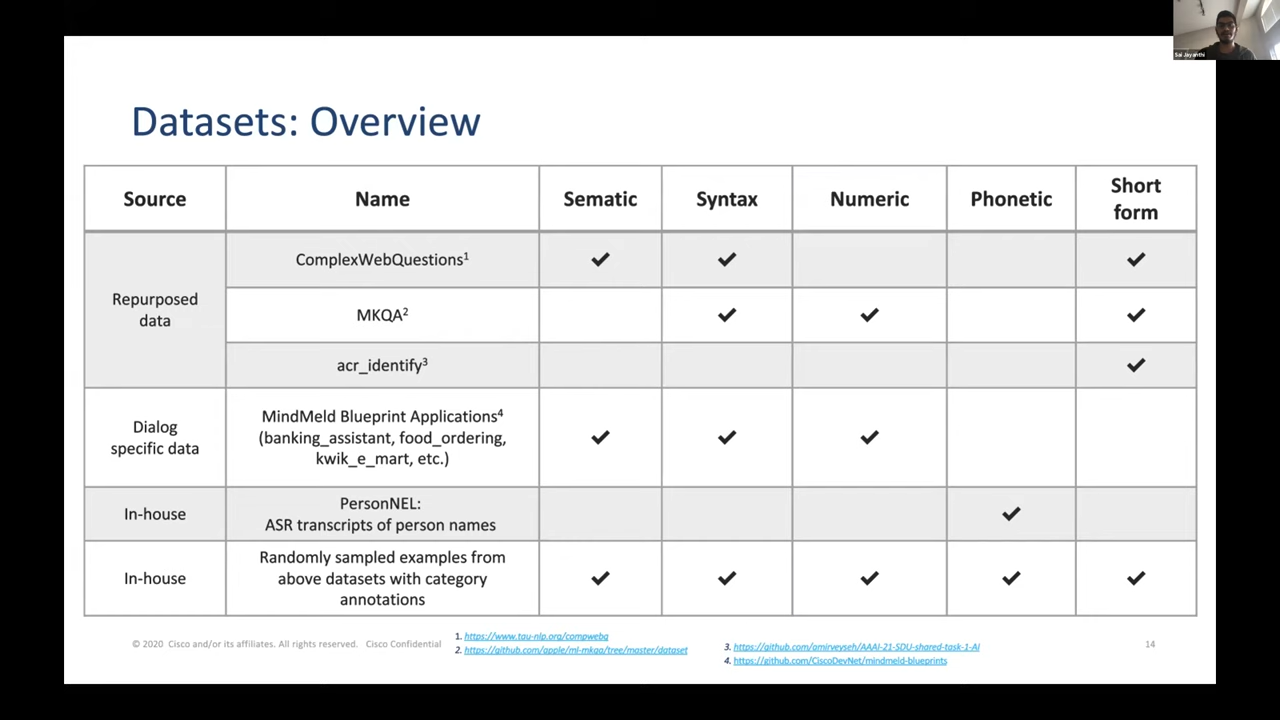 Sai Jayanthi
Datasets: Overview
Source
Name
Sematic
Syntax
Numeric
Phonetic
Short
form
Repurposed
data
ComplexWebQuestions1
✔ ✔ ✔
MKQA2
✔ ✔ ✔
acr_identify3
✔
Dialog
specific data
MindMeld Blueprint Applications4
(banking_assistant, food_ordering,
kwik_e_mart, etc.)
✔ ✔ ✔
In-house
PersonNEL:
ASR transcripts of person names
✔
In-house
Randomly sampled examples from
above datasets with category
annotations
✔ ✔ ✔ ✔ ✔
© 2020 Cisco and/or its affiliates. All rights reserved. Cisco Confidential
1. https://www.tau-nlp.org/compwebq
2. https://github.com/apple/ml-mkqa/tree/master/dataset
3. https://github.com/amirveyseh/AAAI-21-SDU-shared-task-1-AI
4. https://github.com/CiscoDevNet/mindmeld-blueprints
14